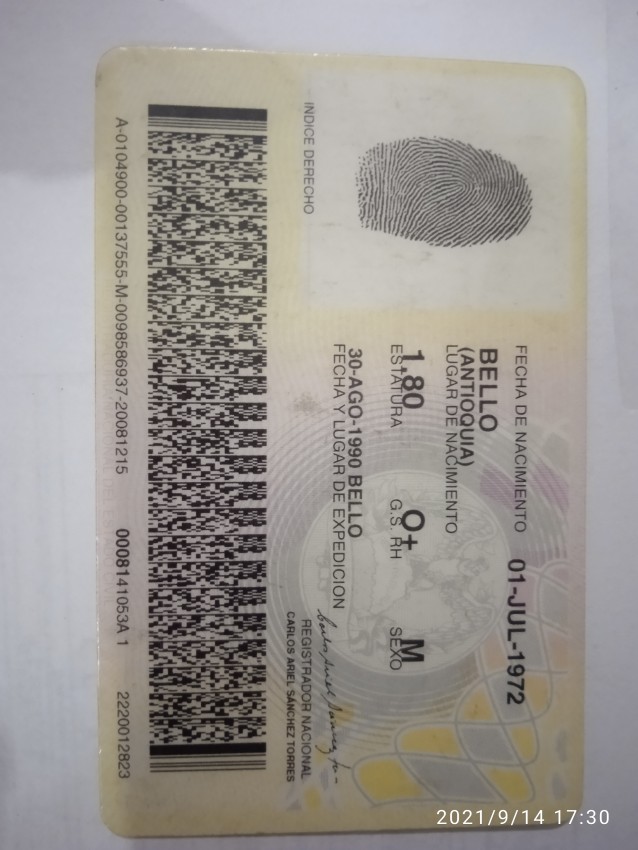 FECHA DE NACIMIENTO 01-JUL-1972
BELLO
(ANTIOQUIA)
LUGAR DE NACIMIENTO
1.80 O+ M
ESTATURA G.S. RH SEXO
30-AGO-1990 BELLO
FECHA Y LUGAR DE EXPEDICION
INDICE DERECHO
REGISTRADOR NACIONAL
CARLOS ARIEL SÁNCHEZ TORRES
A-0104900-00137555-M-0098586937-20081215 0008141053A 1 2220012823
2021/9/14 17:30